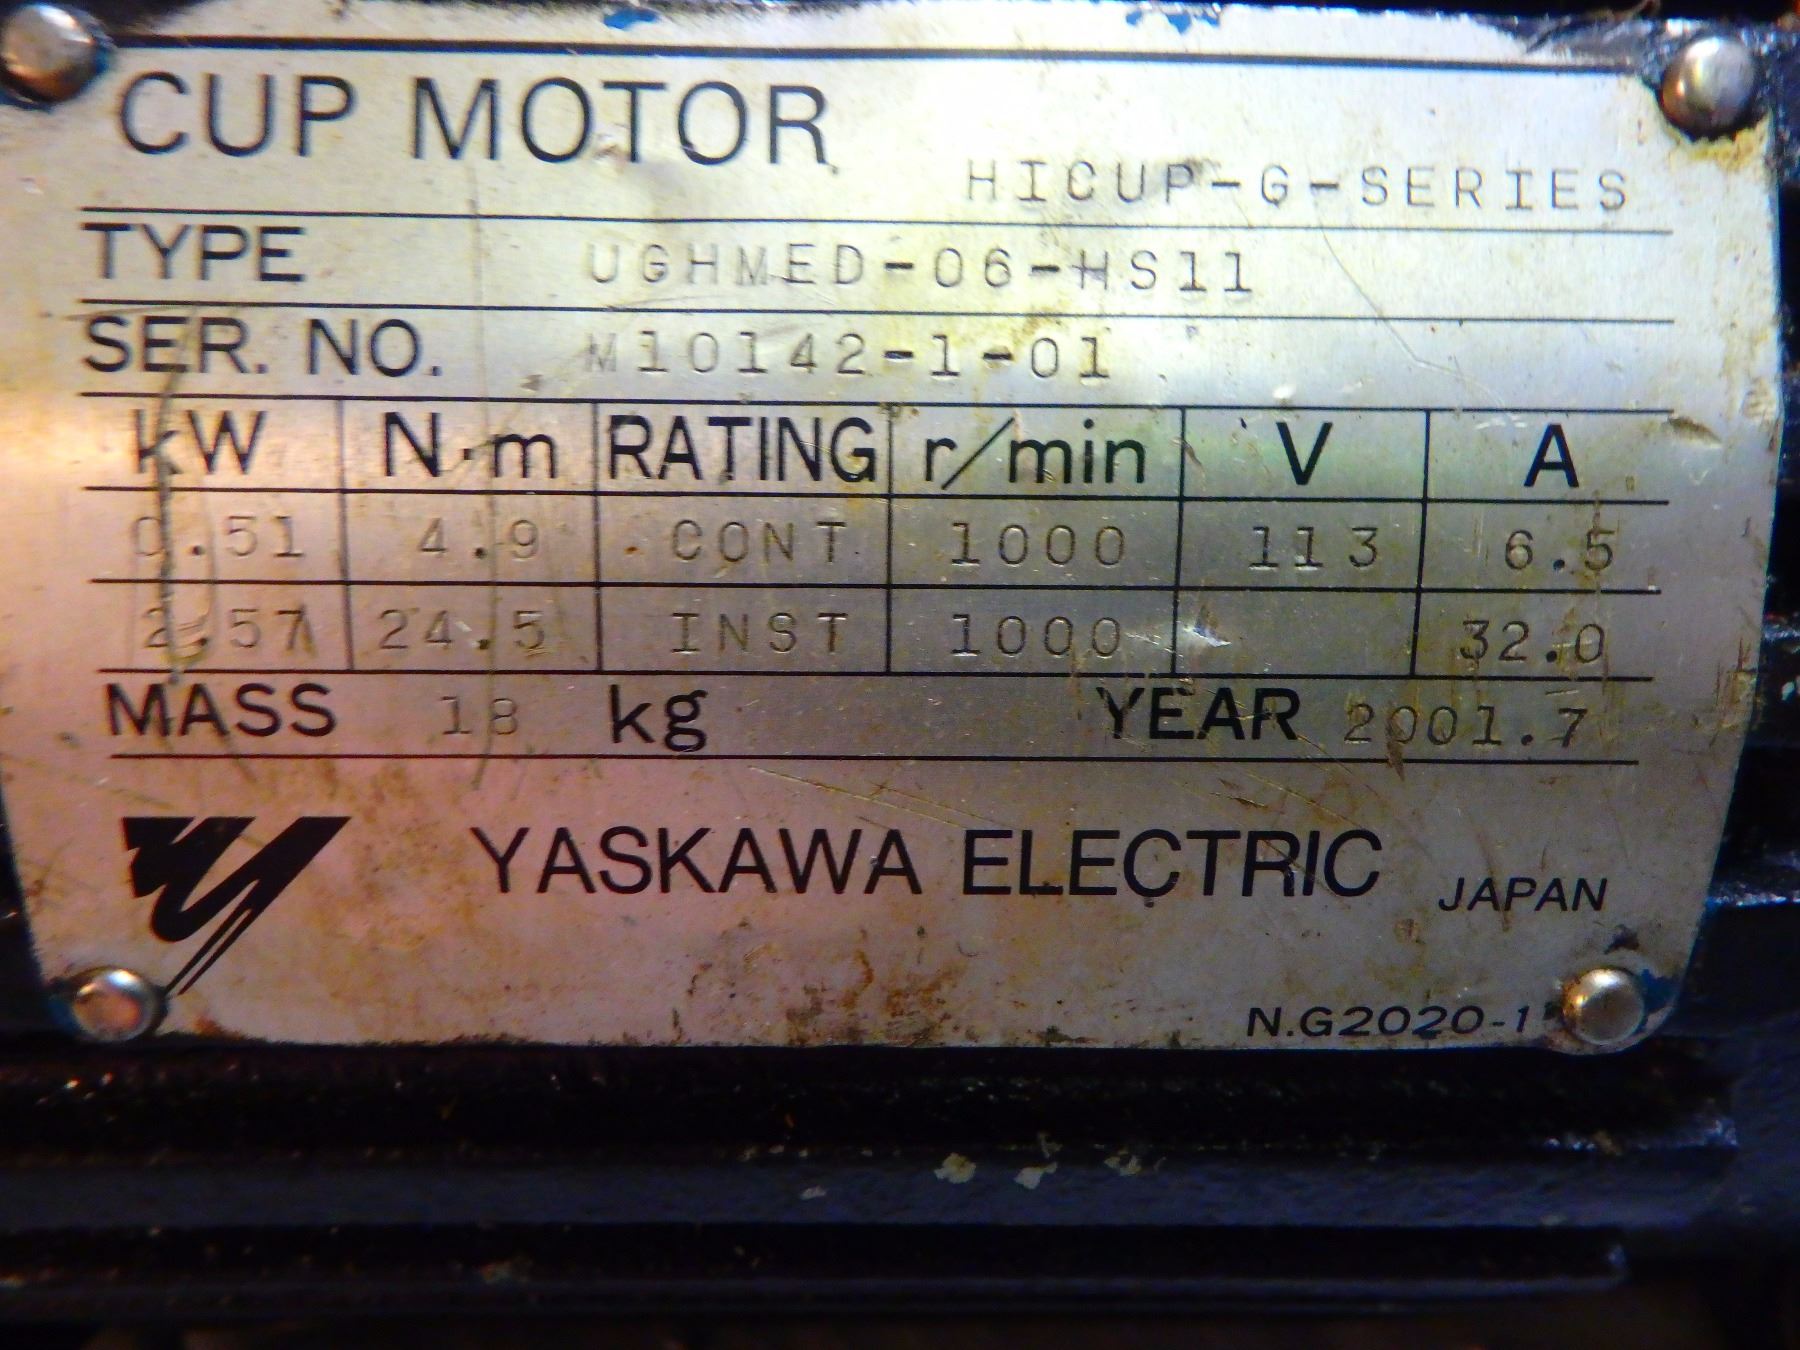 CUP MOTOR
HICUP-G-SERIES
TYPE UGHMED-06-HS11
SER. NO. M10142-1-01
kW N·m RATING r/min V A
0.51 4.9 CONT 1000 113 6.5
2.57 24.5 INST 1000 32.0
MASS 18 kg YEAR 2001.7
YASKAWA ELECTRIC JAPAN
N.G2020-1